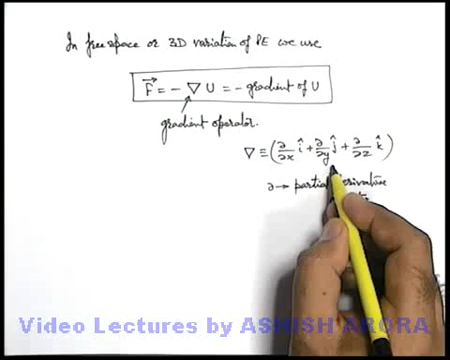 In free space or 3D variation of PE we use
F⃗ = - ∇ U = - gradient of U
gradient operator.
∇ ≡ (∂/∂x î + ∂/∂y ĵ + ∂/∂z k̂)
∂ → partial derivative
Video Lectures by ASHISH ARORA